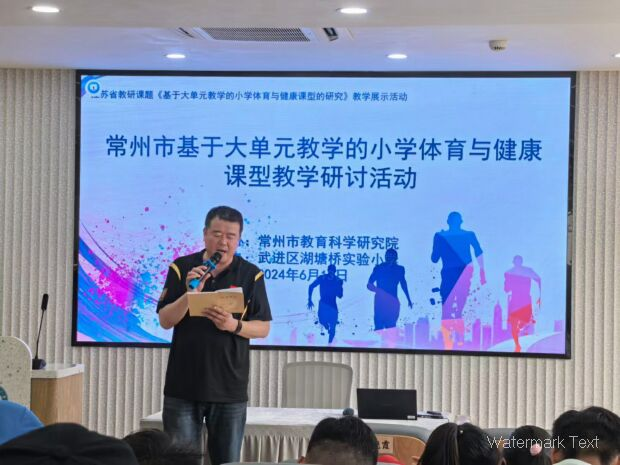 江苏省教研课题《基于大单元教学的小学体育与健康课型的研究》教学展示活动
常州市基于大单元教学的小学体育与健康
课型教学研讨活动
常州市教育科学研究院
武进区湖塘桥实验小
2024年6月 日
Watermark Text